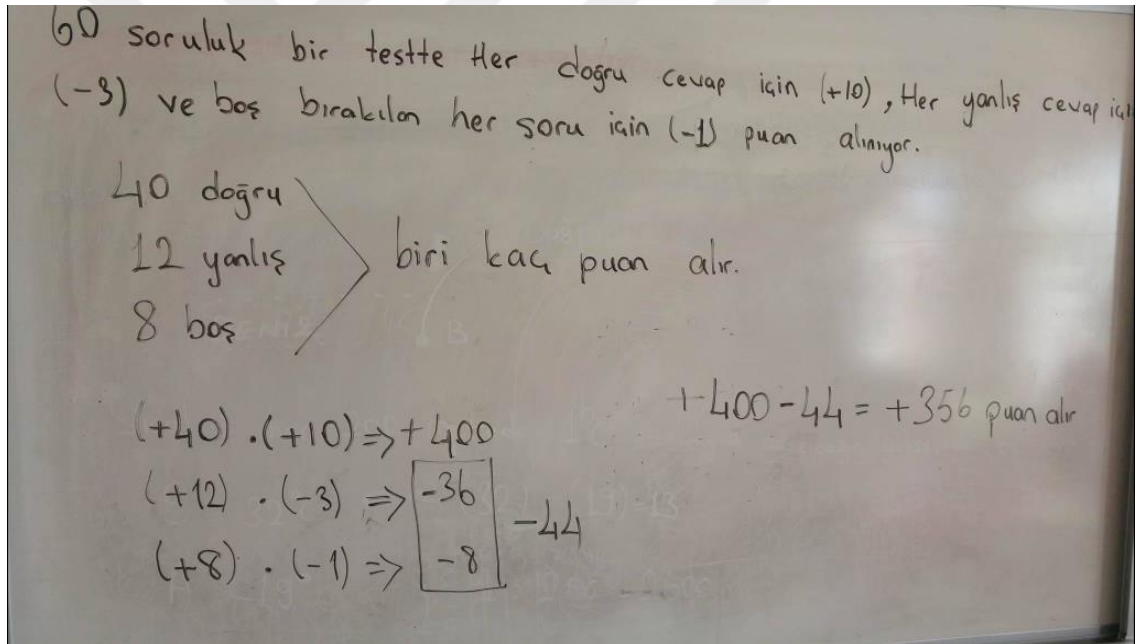 60 soruluk bir testte Her doğru cevap için (+10), Her yanlış cevap için
(-3) ve boş bırakılan her soru için (-1) puan alınıyor.
40 doğru
12 yanlış
8 boş
biri kaç puan alır.
(+40) . (+10) => +400
(+12) . (-3) => -36
(+8) . (-1) => -8
-44
+400-44 = +356 puan alır